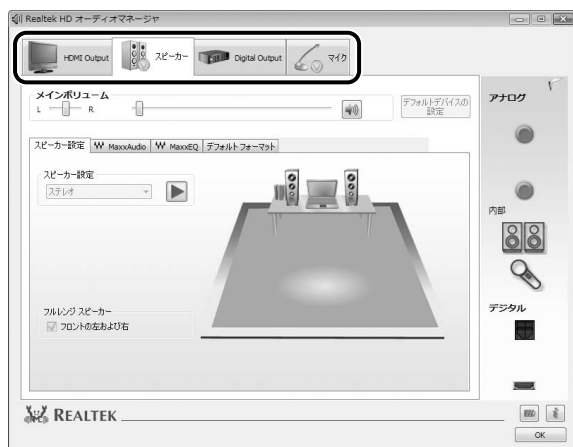 Realtek HD オーディオマネージャ
HDMI Output
スピーカー
Digital Output
マイク
メインボリューム
L
R
デフォルトデバイスの設定
アナログ
スピーカー設定
MaxxAudio
MaxxEQ
デフォルトフォーマット
スピーカー設定
ステレオ
内部
フルレンジ スピーカー
フロントの左および右
デジタル
REALTEK
OK